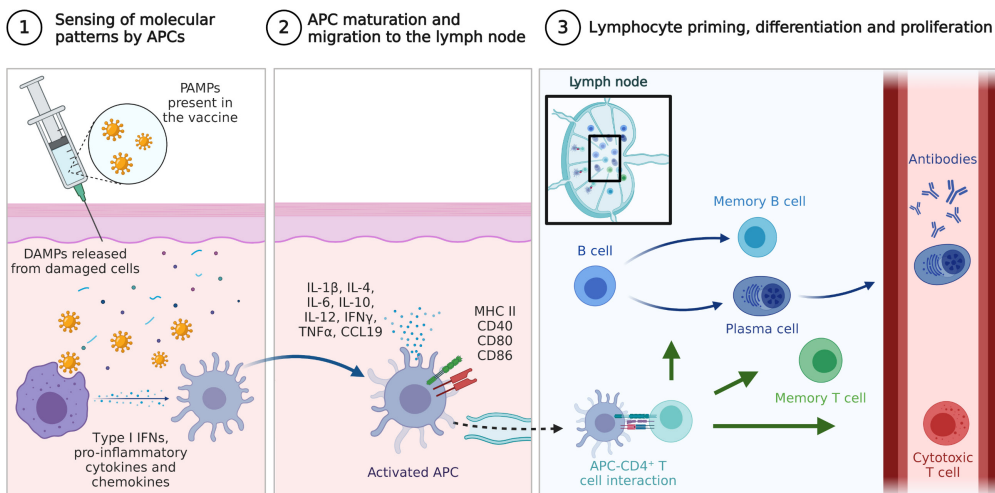 1
Sensing of molecular
patterns by APCs
2
APC maturation and
migration to the lymph node
3
Lymphocyte priming, differentiation and proliferation
PAMPs
present in
the vaccine
DAMPs released
from damaged cells
Type I IFNs,
pro-inflammatory
cytokines and
chemokines
IL-1β, IL-4,
IL-6, IL-10,
IL-12, IFNγ,
TNFα, CCL19
MHC II
CD40
CD80
CD86
Activated APC
Lymph node
B cell
Memory B cell
Plasma cell
Memory T cell
APC-CD4⁺ T
cell interaction
Antibodies
Cytotoxic
T cell